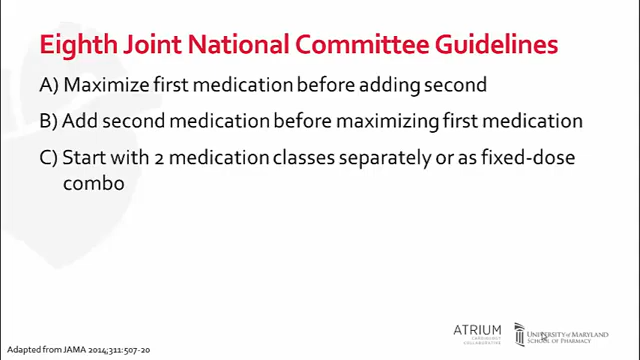 Eighth Joint National Committee Guidelines
A) Maximize first medication before adding second
B) Add second medication before maximizing first medication
C) Start with 2 medication classes separately or as fixed-dose
combo
ATRIUM
CARDIOLOGY
COLLABORATIVE
UNIVERSITY OF MARYLAND
SCHOOL OF PHARMACY
Adapted from JAMA 2014;311:507-20